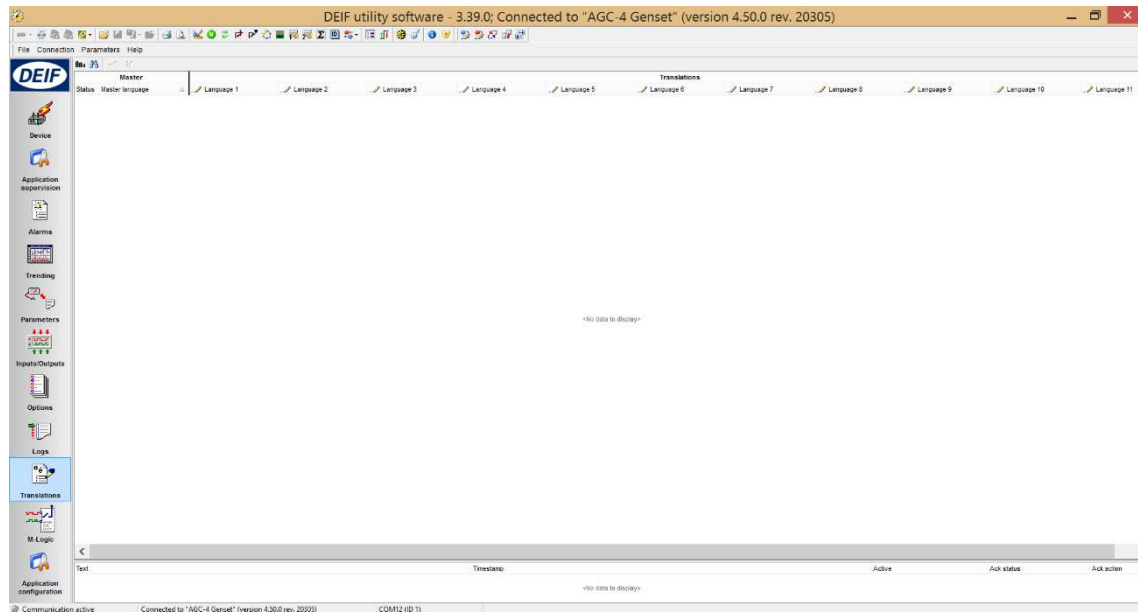 DEIF utility software - 3.39.0; Connected to "AGC-4 Genset" (version 4.50.0 rev. 20305)
File Connection Parameters Help
DEIF
Master Translations
Status Master language Language 1 Language 2 Language 3 Language 4 Language 5 Language 6 Language 7 Language 8 Language 9 Language 10 Language 11
Device
Application
supervision
Alarms
Trending
<No data to display>
Parameters
Inputs/Outputs
Options
Logs
Translations
M-Logic
Text Timestamp Active Ack status Ack action
Application
configuration
<No data to display>
Communication active Connected to "AGC-4 Genset" (version 4.50.0 rev. 20305) COM12 (ID 1)